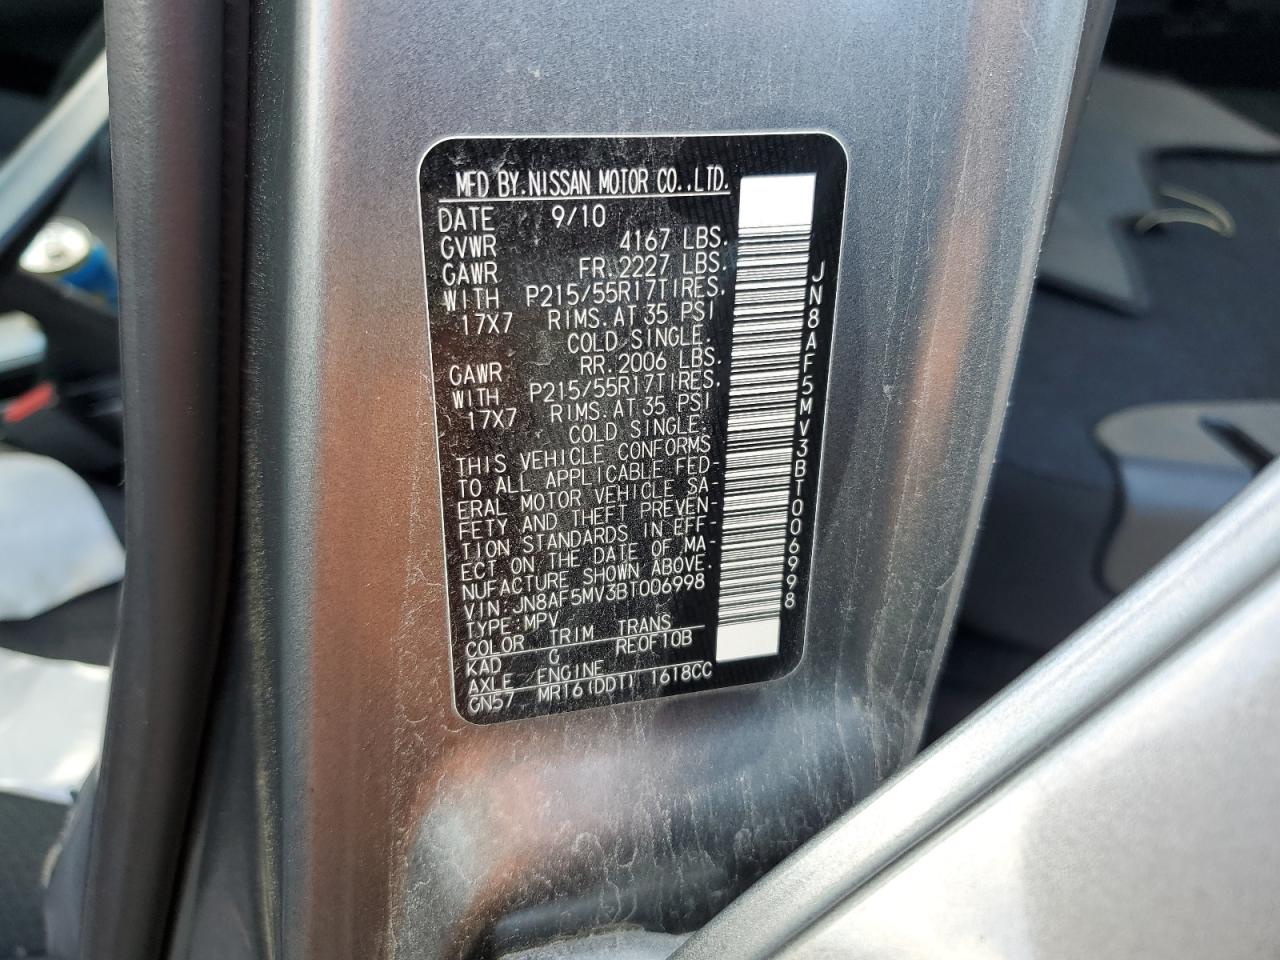 MFD BY.NISSAN MOTOR CO.,LTD.
DATE 9/10
GVWR 4167 LBS.
GAWR FR.2227 LBS.
WITH P215/55R17TIRES.
17X7 RIMS.AT 35 PSI
COLD SINGLE.
GAWR RR.2006 LBS.
WITH P215/55R17TIRES.
17X7 RIMS.AT 35 PSI
COLD SINGLE.
THIS VEHICLE CONFORMS
TO ALL APPLICABLE FED-
ERAL MOTOR VEHICLE SA-
FETY AND THEFT PREVEN-
TION STANDARDS IN EFF-
ECT ON THE DATE OF MA-
NUFACTURE SHOWN ABOVE.
VIN:JN8AF5MV3BT006998
TYPE:MPV
COLOR TRIM TRANS
KAD G RE0F10B
AXLE ENGINE
GN57 MR16(DDT) 1618CC
JN8AF5MV3BT006998